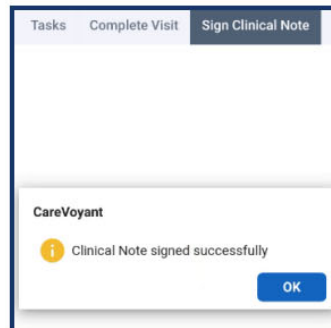 Tasks Complete Visit Sign Clinical Note
CareVoyant
Clinical Note signed successfully
OK